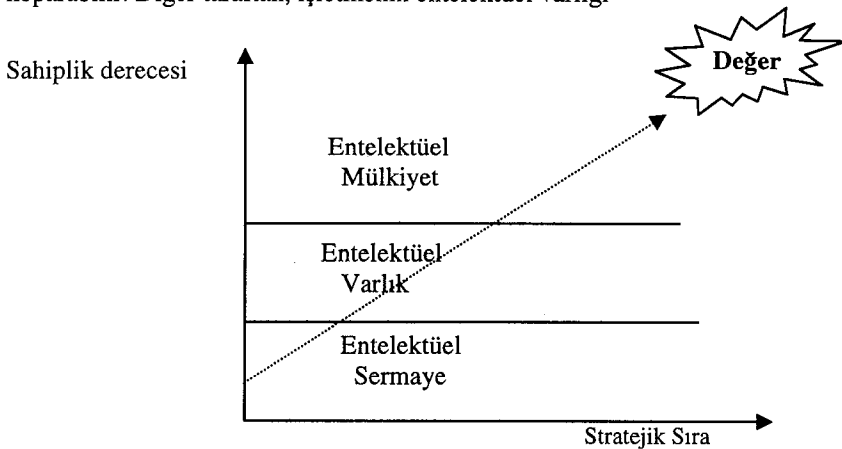 Değer
Sahiplik derecesi
Entelektüel
Mülkiyet
Entelektüel
Varlık
Entelektüel
Sermaye
Stratejik Sıra